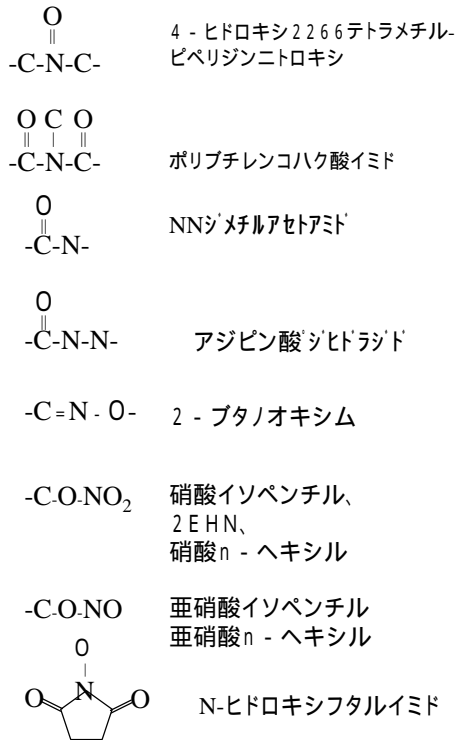 O
-C-N-C-
4 - ヒドロキシ2266テトラメチル-
ピペリジンニトロキシ
O C O
-C-N-C-
ポリブチレンコハク酸イミド
O
-C-N-
NNジメチルアセトアミド
O
-C-N-N-
アジピン酸ジヒドラジド
-C=N - O-
2 - ブタノオキシム
-C-O-NO2
硝酸イソペンチル、
2EHN、
硝酸n - ヘキシル
-C-O-NO
亜硝酸イソペンチル
亜硝酸n - ヘキシル
O
O N O
N-ヒドロキシフタルイミド